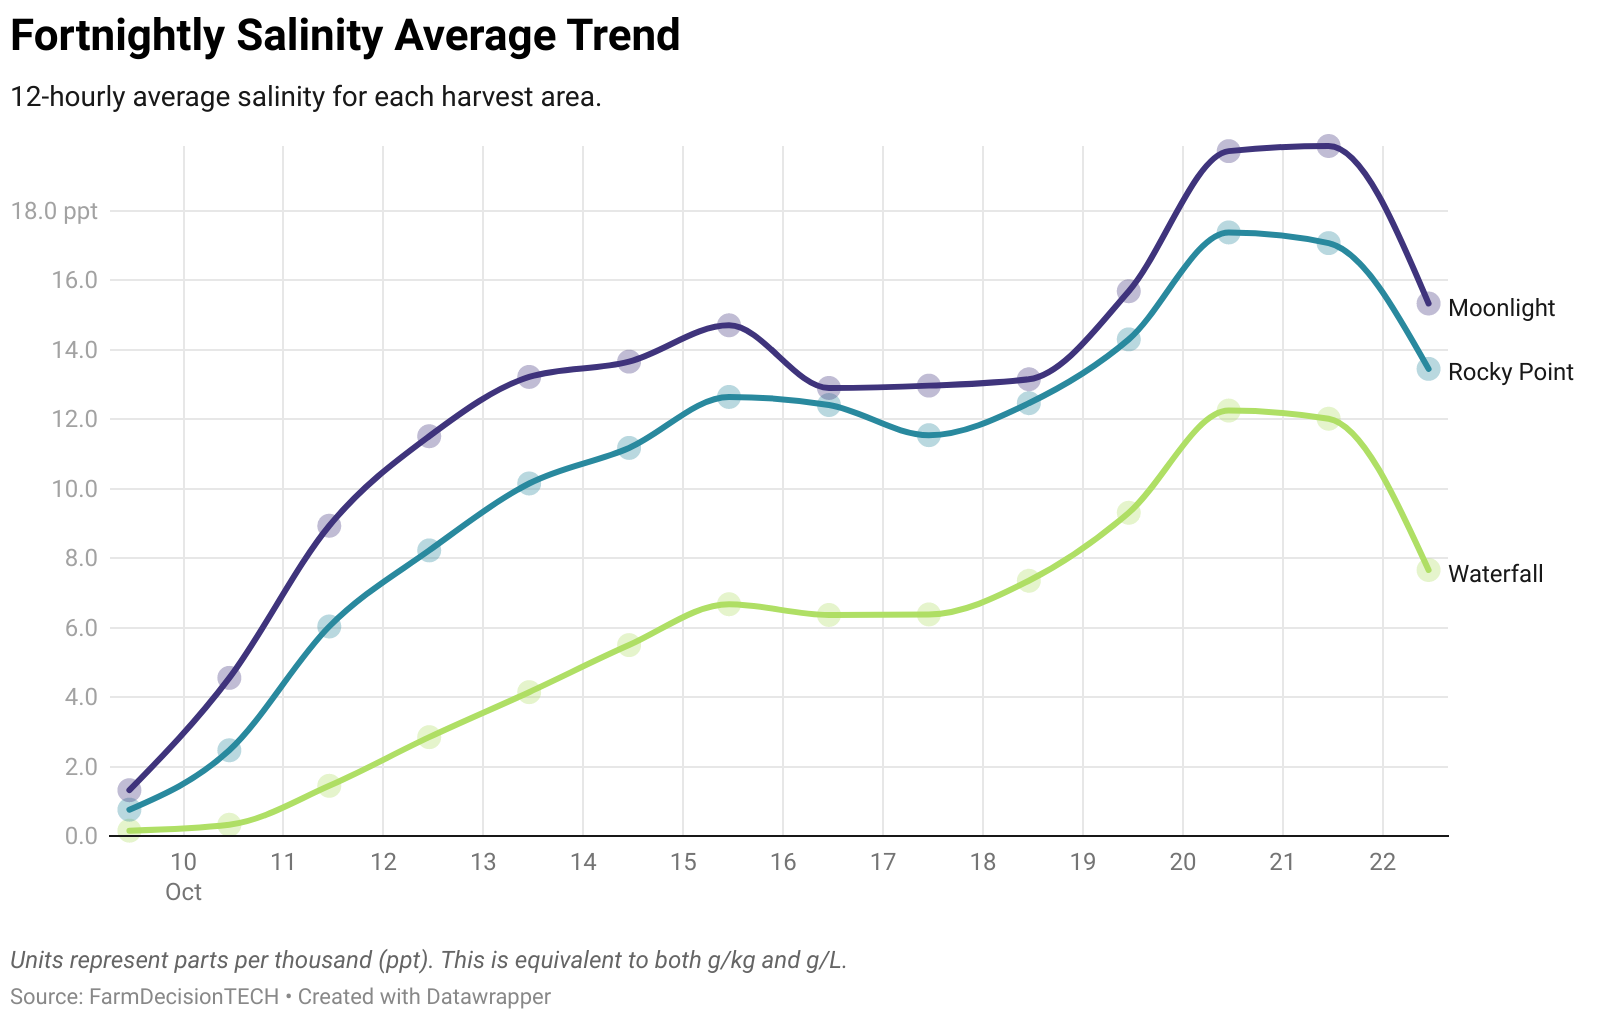 Fortnightly Salinity Average Trend
12-hourly average salinity for each harvest area.
18.0 ppt
16.0
14.0
12.0
10.0
8.0
6.0
4.0
2.0
0.0
Moonlight
Rocky Point
Waterfall
10 11 12 13 14 15 16 17 18 19 20 21 22
Oct
Units represent parts per thousand (ppt). This is equivalent to both g/kg and g/L.
Source: FarmDecisionTECH • Created with Datawrapper